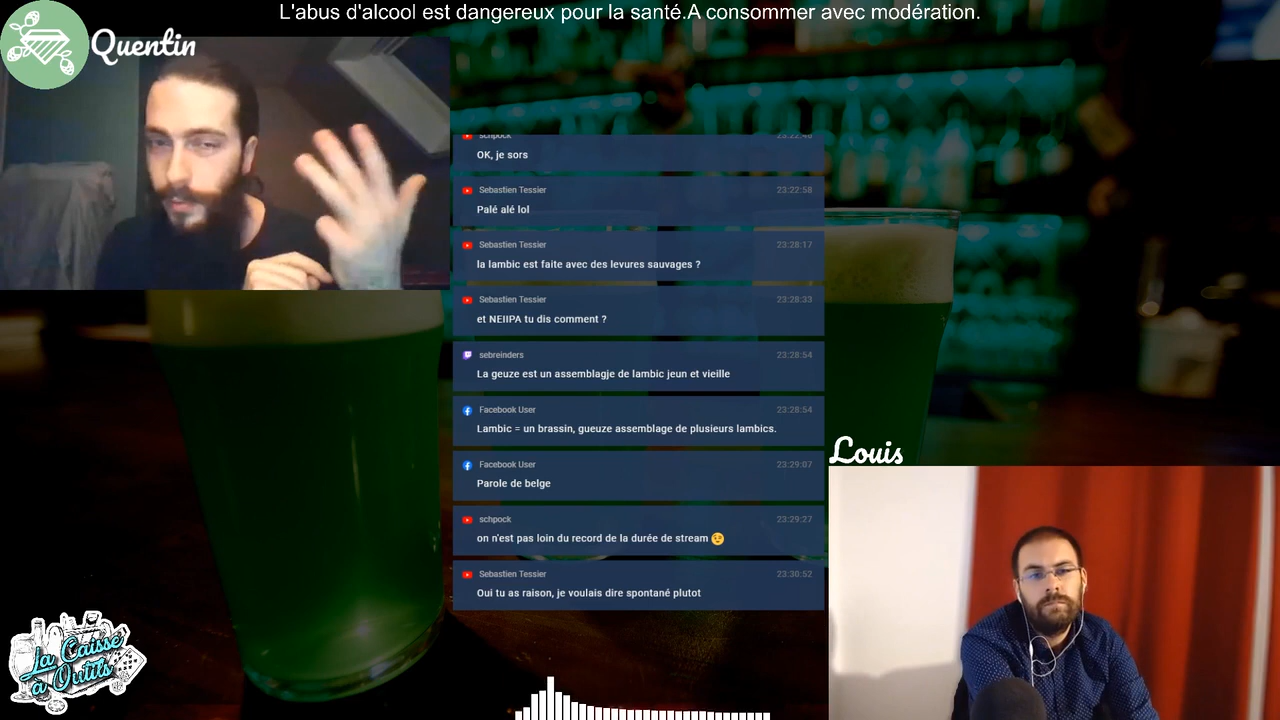 L'abus d'alcool est dangereux pour la santé.A consommer avec modération.
Quentin
schpock 23:22:48
OK, je sors
Sebastien Tessier 23:22:58
Palé alé lol
Sebastien Tessier 23:28:17
la lambic est faite avec des levures sauvages ?
Sebastien Tessier 23:28:33
et NEIIPA tu dis comment ?
sebreinders 23:28:54
La geuze est un assemblagje de lambic jeun et vieille
Facebook User 23:28:54
Lambic = un brassin, gueuze assemblage de plusieurs lambics.
Louis
Facebook User 23:29:07
Parole de belge
schpock 23:29:27
on n'est pas loin du record de la durée de stream 😉
Sebastien Tessier 23:30:52
Oui tu as raison, je voulais dire spontané plutot
La Caisse
à Outils